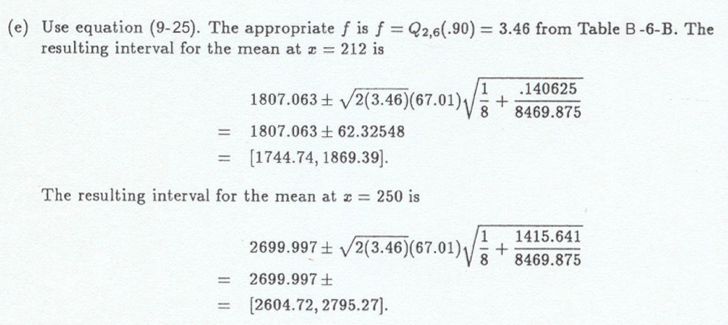 (e) Use equation (9-25). The appropriate f is f = Q₂,₆(.90) = 3.46 from Table B-6-B. The
resulting interval for the mean at x = 212 is
1807.063 ± √2(3.46)(67.01)√(1/8 + .140625/8469.875)
= 1807.063 ± 62.32548
= [1744.74, 1869.39].
The resulting interval for the mean at x = 250 is
2699.997 ± √2(3.46)(67.01)√(1/8 + 1415.641/8469.875)
= 2699.997 ±
= [2604.72, 2795.27].